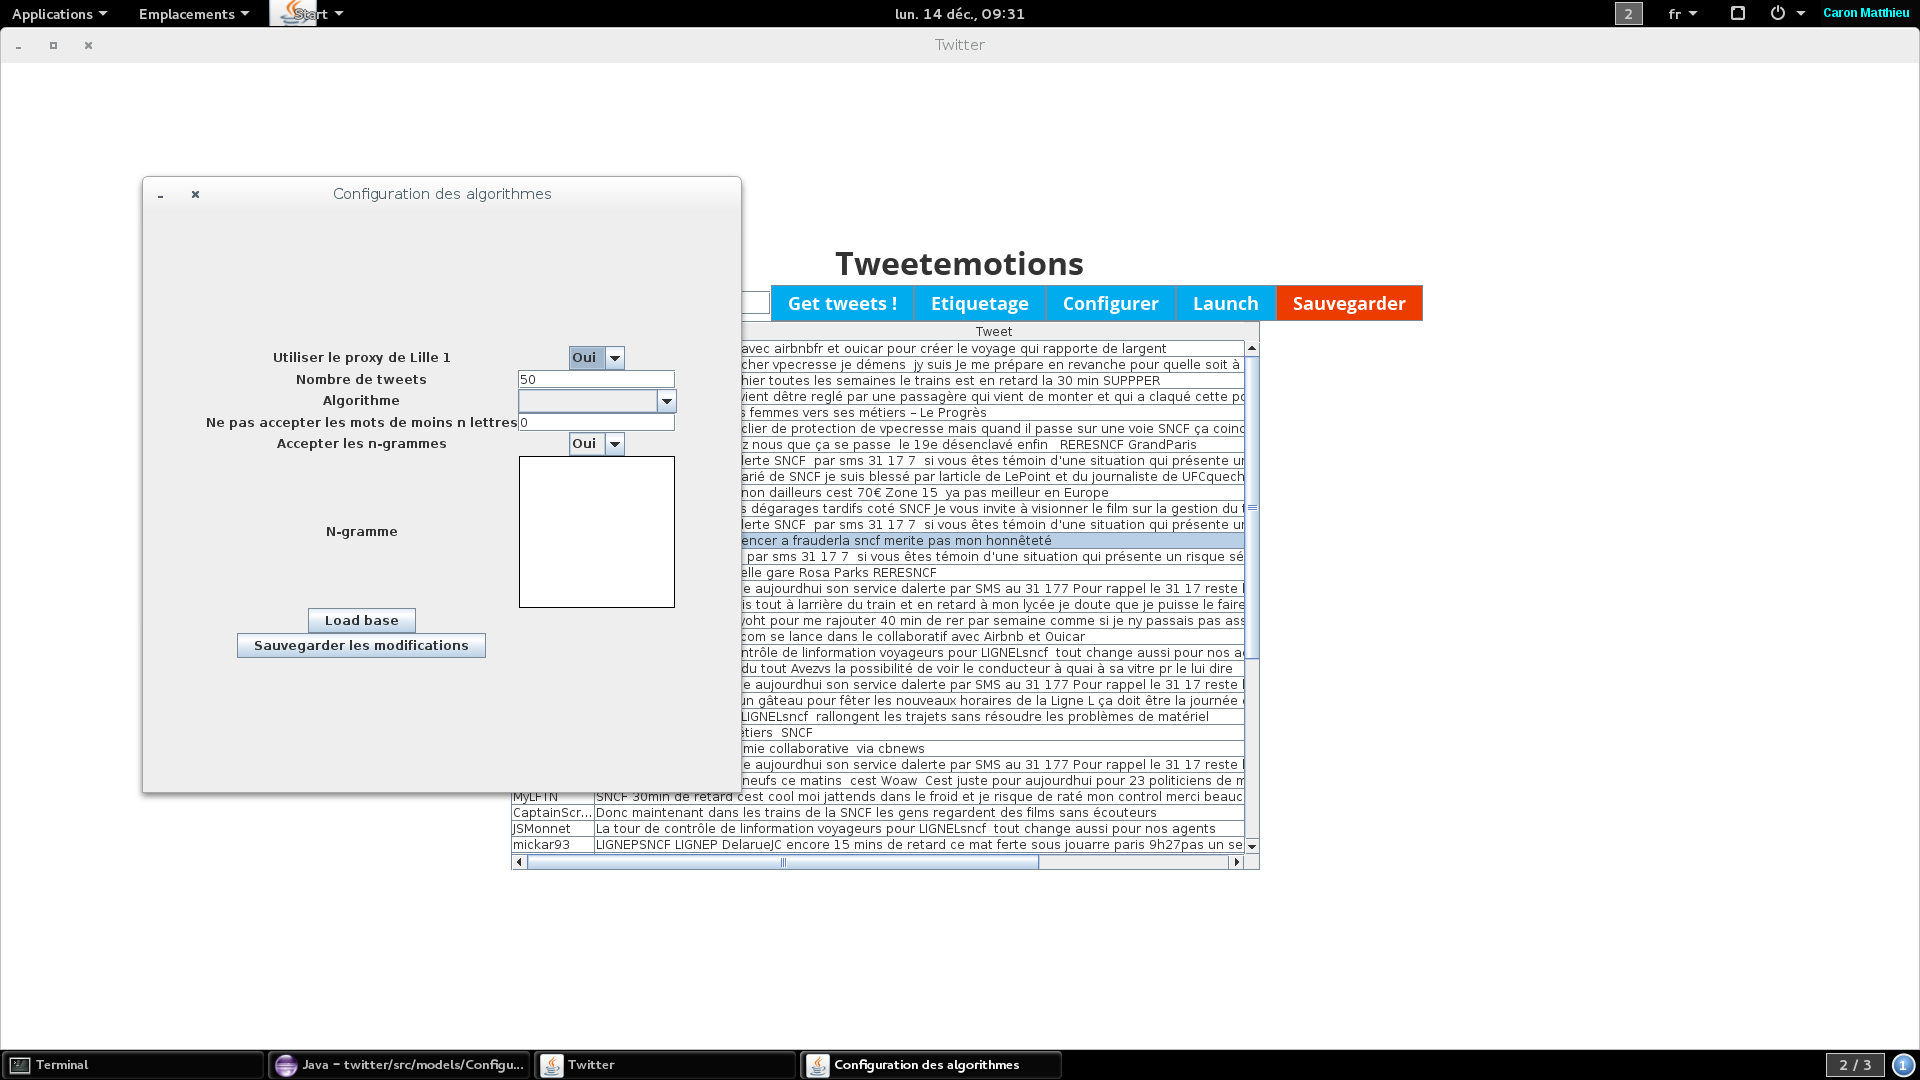 Applications Emplacements Start lun. 14 déc., 09:31 2 fr Caron Matthieu
Twitter
Configuration des algorithmes
Utiliser le proxy de Lille 1 Oui
Nombre de tweets 50
Algorithme
Ne pas accepter les mots de moins n lettres 0
Accepter les n-grammes Oui
N-gramme
Load base
Sauvegarder les modifications
Tweetemotions
Get tweets ! Etiquetage Configurer Launch Sauvegarder
Tweet
avec airbnbfr et ouicar pour créer le voyage qui rapporte de largent
cher vpecresse je démens jy suis Je me prépare en revanche pour quelle soit à
hier toutes les semaines le trains est en retard la 30 min SUPPPER
vient dêtre reglé par une passagère qui vient de monter et qui a claqué cette po
s femmes vers ses métiers – Le Progrès
clier de protection de vpecresse mais quand il passe sur une voie SNCF ça coinc
z nous que ça se passe le 19e désenclavé enfin RERESNCF GrandParis
lerte SNCF par sms 31 17 7 si vous êtes témoin d'une situation qui présente un
arié de SNCF je suis blessé par larticle de LePoint et du journaliste de UFCquech
non dailleurs cest 70€ Zone 15 ya pas meilleur en Europe
s dégarages tardifs coté SNCF Je vous invite à visionner le film sur la gestion du t
lerte SNCF par sms 31 17 7 si vous êtes témoin d'une situation qui présente un
encer a frauderla sncf merite pas mon honnêteté
par sms 31 17 7 si vous êtes témoin d'une situation qui présente un risque sé
elle gare Rosa Parks RERESNCF
e aujourdhui son service dalerte par SMS au 31 177 Pour rappel le 31 17 reste l
is tout à larrière du train et en retard à mon lycée je doute que je puisse le faire
voht pour me rajouter 40 min de rer par semaine comme si je ny passais pas ass
com se lance dans le collaboratif avec Airbnb et Ouicar
ntrôle de linformation voyageurs pour LIGNELsncf tout change aussi pour nos ag
du tout Avezvs la possibilité de voir le conducteur à quai à sa vitre pr le lui dire
e aujourdhui son service dalerte par SMS au 31 177 Pour rappel le 31 17 reste l
un gâteau pour fêter les nouveaux horaires de la Ligne L ça doit être la journée
LIGNELsncf rallongent les trajets sans résoudre les problèmes de matériel
étiers SNCF
mie collaborative via cbnews
e aujourdhui son service dalerte par SMS au 31 177 Pour rappel le 31 17 reste l
neufs ce matins cest Woaw Cest juste pour aujourdhui pour 23 politiciens de m
MyLFTN SNCF 30min de retard cest cool moi jattends dans le froid et je risque de raté mon control merci beauc
CaptainScr... Donc maintenant dans les trains de la SNCF les gens regardent des films sans écouteurs
JSMonnet La tour de contrôle de linformation voyageurs pour LIGNELsncf tout change aussi pour nos agents
mickar93 LIGNEPSNCF LIGNEP DelarueJC encore 15 mins de retard ce mat ferte sous jouarre paris 9h27pas un se
Terminal Java - twitter/src/models/Configu... Twitter Configuration des algorithmes 2 / 3 1